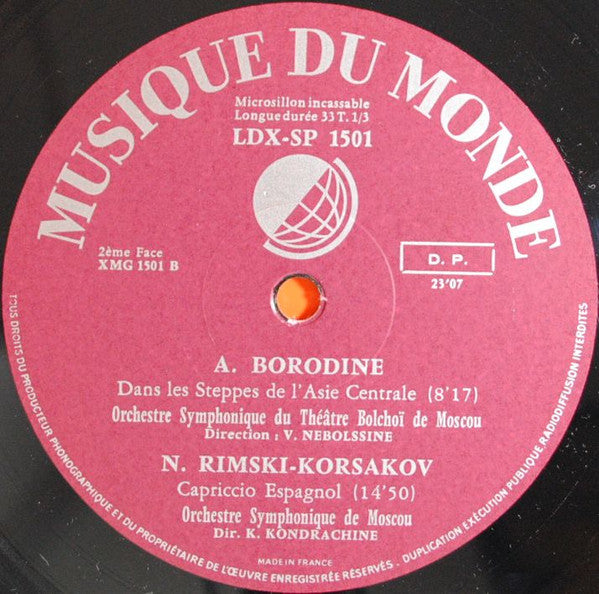 MUSIQUE DU MONDE
Microsillon incassable
Longue durée 33 T. 1/3
LDX-SP 1501
2ème Face
XMG 1501 B
D. P.
23'07
A. BORODINE
Dans les Steppes de l'Asie Centrale (8'17)
Orchestre Symphonique du Théâtre Bolchoï de Moscou
Direction : V. NEBOLSSINE
N. RIMSKI-KORSAKOV
Capriccio Espagnol (14'50)
Orchestre Symphonique de Moscou
Dir. K. KONDRACHINE
MADE IN FRANCE
TOUS DROITS DU PRODUCTEUR PHONOGRAPHIQUE ET DU PROPRIÉTAIRE DE L'ŒUVRE ENREGISTRÉE RÉSERVÉS - DUPLICATION EXÉCUTION PUBLIQUE RADIODIFFUSION INTERDITES